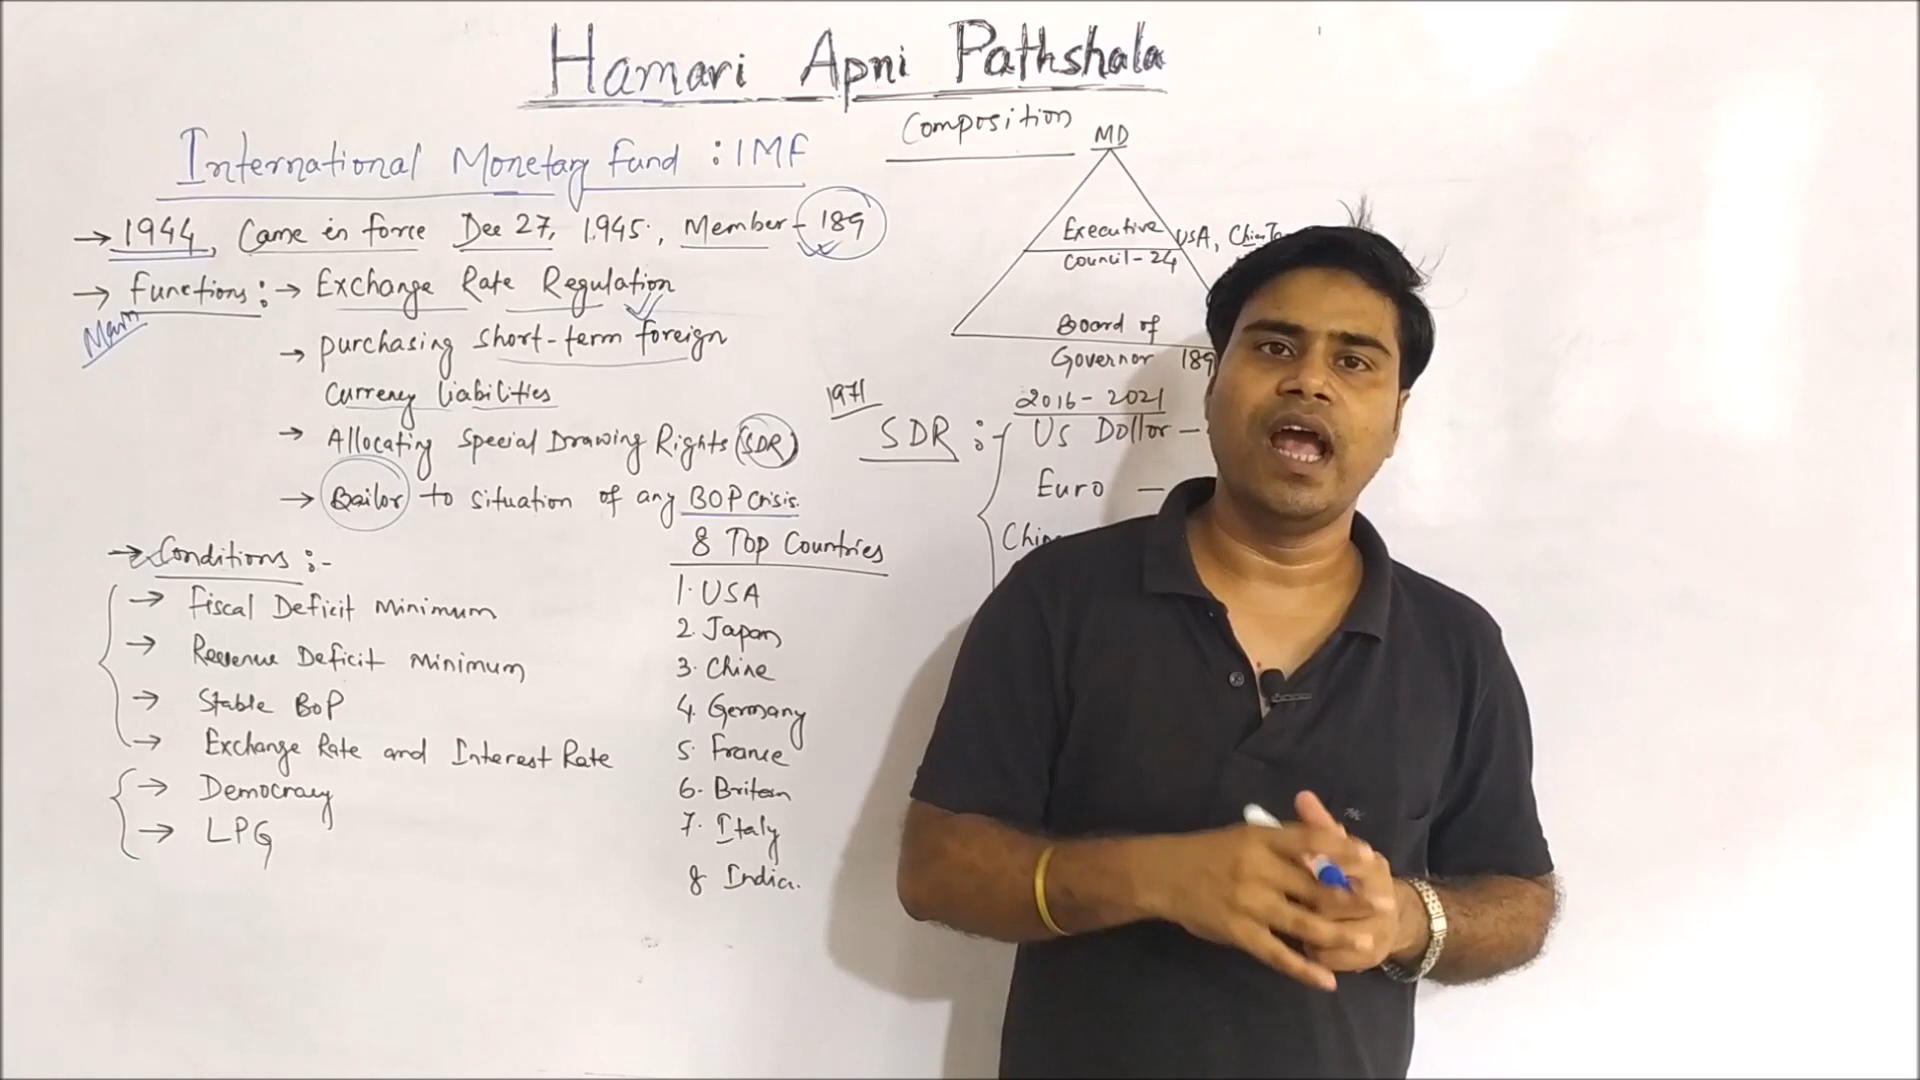 Hamari Apni Pathshala
International Monetary Fund : IMF
→ 1944, Came in force Dec 27, 1945., Member - 189
→ Functions : → Exchange Rate Regulation
Main
→ purchasing short-term foreign
currency liabilities
→ Allocating Special Drawing Rights (SDR)
→ Bailor to situation of any BOP Crisis.
→ Conditions :-
→ Fiscal Deficit Minimum
→ Revenue Deficit Minimum
→ Stable BoP
→ Exchange Rate and Interest Rate
→ Democracy
→ LPG
8 Top Countries
1. USA
2. Japan
3. Chine
4. Germany
5. France
6. Britain
7. Italy
8 India.
Composition
MD
Executive USA,
Council - 24
Board of
Governor 189
1971
2016 - 2021
SDR :- US Dollar -
Euro -